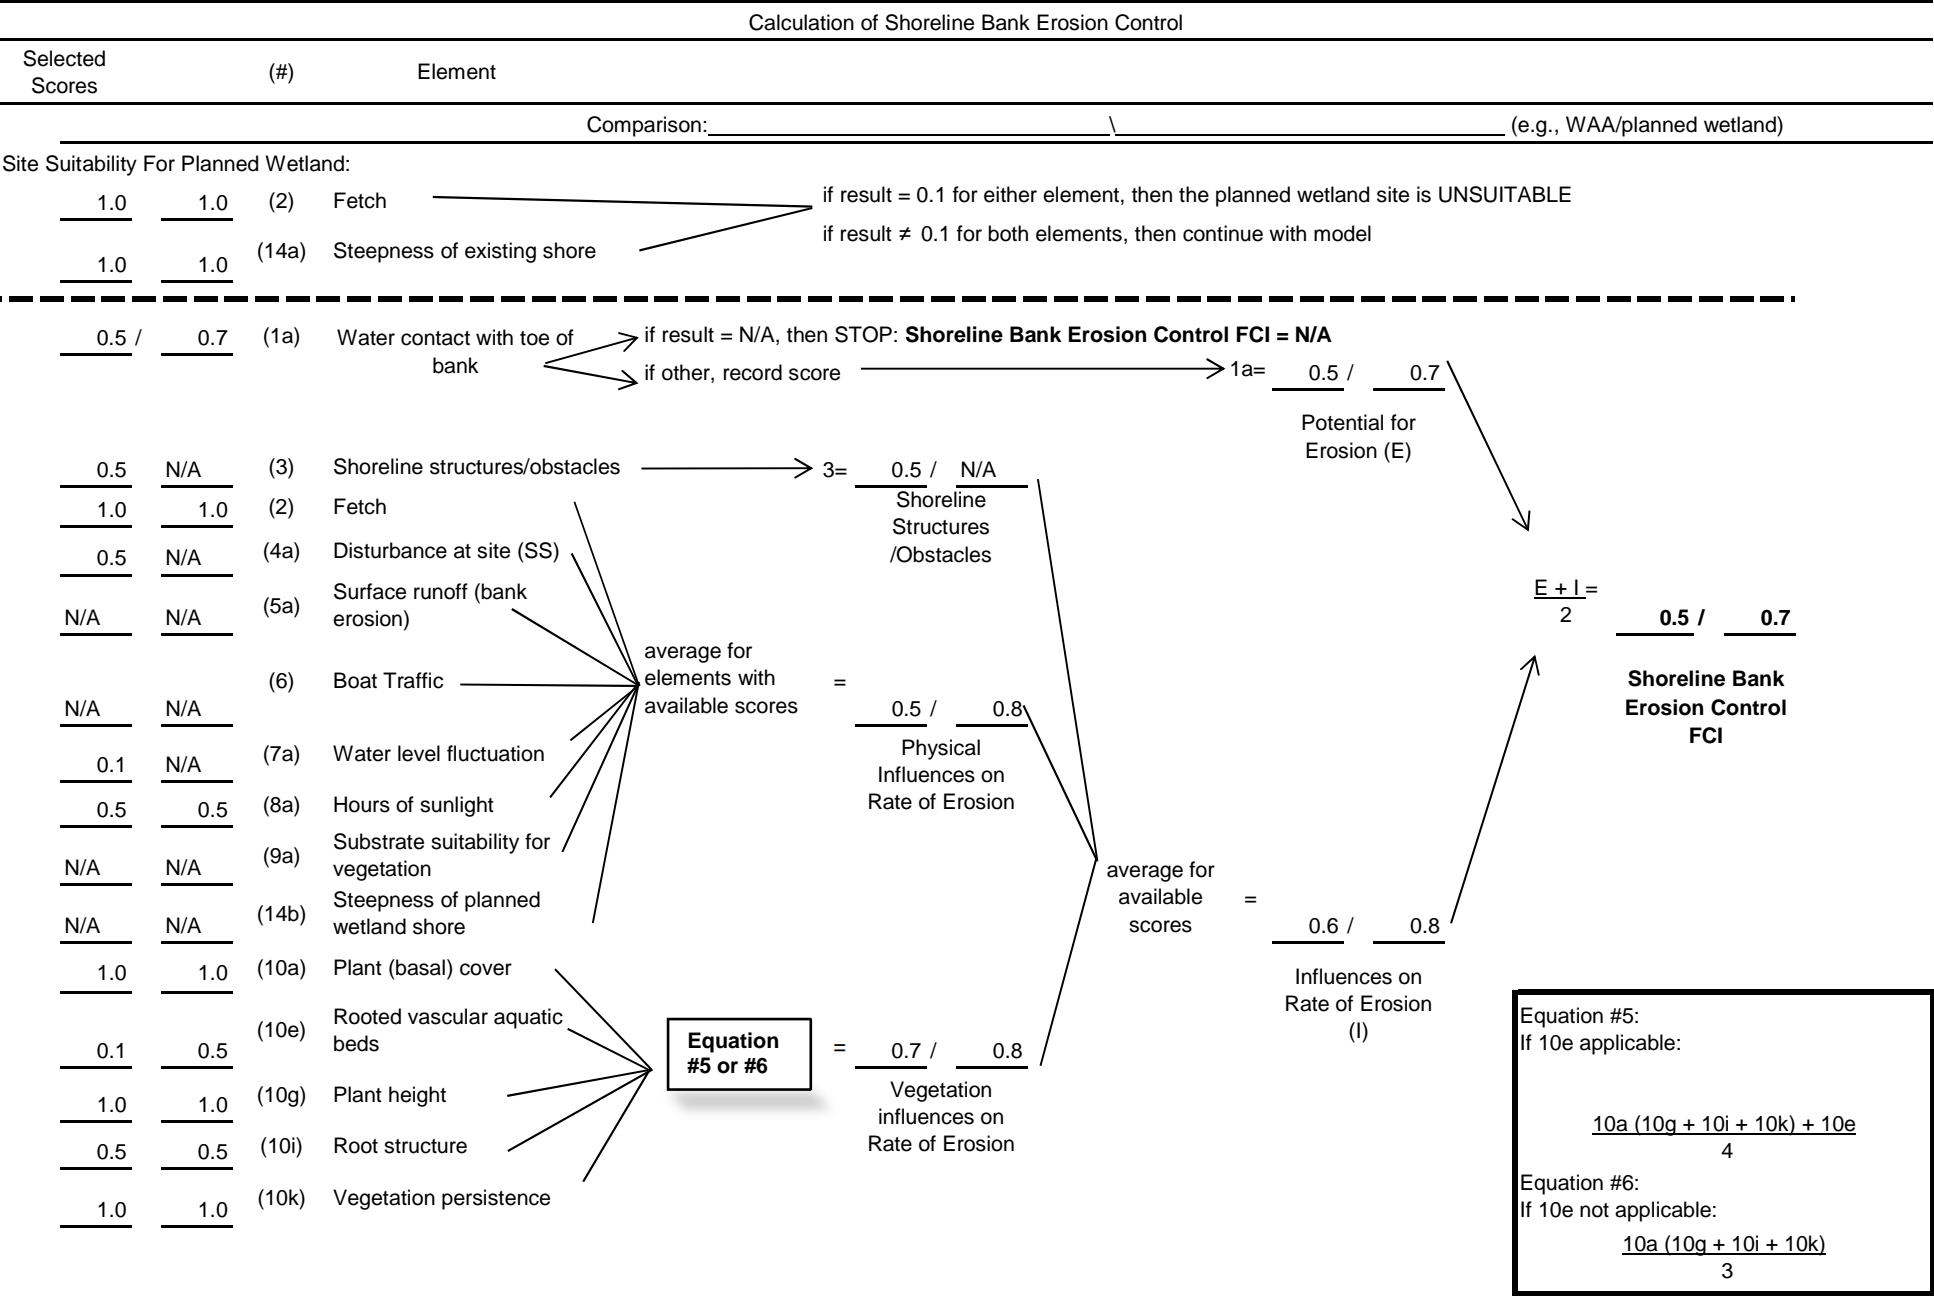 Calculation of Shoreline Bank Erosion Control
Selected
Scores
(#)
Element
Comparison: \ (e.g., WAA/planned wetland)
Site Suitability For Planned Wetland:
1.0 1.0 (2) Fetch
if result = 0.1 for either element, then the planned wetland site is UNSUITABLE
if result ≠ 0.1 for both elements, then continue with model
1.0 1.0 (14a) Steepness of existing shore
0.5 / 0.7 (1a) Water contact with toe of
bank
if result = N/A, then STOP: Shoreline Bank Erosion Control FCI = N/A
if other, record score
1a= 0.5 / 0.7
Potential for
Erosion (E)
0.5 N/A (3) Shoreline structures/obstacles
3= 0.5 / N/A
Shoreline
Structures
/Obstacles
1.0 1.0 (2) Fetch
0.5 N/A (4a) Disturbance at site (SS)
N/A N/A (5a) Surface runoff (bank
erosion)
N/A N/A (6) Boat Traffic
average for
elements with
available scores
= 0.5 / 0.8
Physical
Influences on
Rate of Erosion
E + I =
2
0.5 / 0.7
Shoreline Bank
Erosion Control
FCI
0.1 N/A (7a) Water level fluctuation
0.5 0.5 (8a) Hours of sunlight
N/A N/A (9a) Substrate suitability for
vegetation
N/A N/A (14b) Steepness of planned
wetland shore
average for
available
scores
= 0.6 / 0.8
Influences on
Rate of Erosion
(I)
1.0 1.0 (10a) Plant (basal) cover
0.1 0.5 (10e) Rooted vascular aquatic
beds
1.0 1.0 (10g) Plant height
0.5 0.5 (10i) Root structure
1.0 1.0 (10k) Vegetation persistence
Equation
#5 or #6
= 0.7 / 0.8
Vegetation
influences on
Rate of Erosion
Equation #5:
If 10e applicable:
10a (10g + 10i + 10k) + 10e
4
Equation #6:
If 10e not applicable:
10a (10g + 10i + 10k)
3